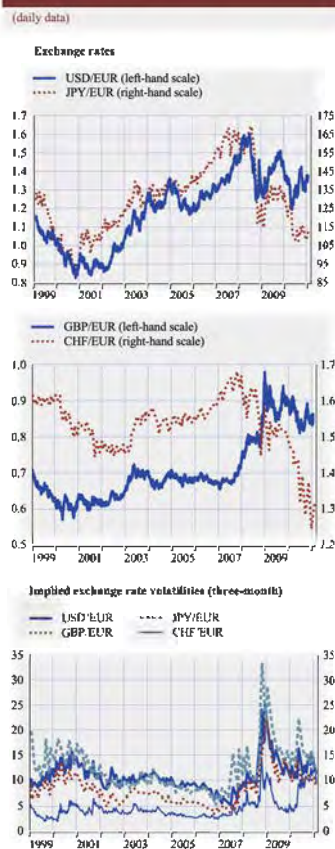 (daily data)
Exchange rates
USD/EUR (left-hand scale)
JPY/EUR (right-hand scale)
1.7 175
1.6 165
1.5 155
1.4 145
1.3 135
1.2 125
1.1 115
1.0 105
0.9 95
0.8 85
1999 2001 2003 2005 2007 2009
GBP/EUR (left-hand scale)
CHF/EUR (right-hand scale)
1.0 1.7
0.9 1.6
0.8 1.5
0.7 1.4
0.6 1.3
0.5 1.2
1999 2001 2003 2005 2007 2009
Implied exchange rate volatilities (three-month)
USD/EUR JPY/EUR
GBP/EUR CHF/EUR
35 35
30 30
25 25
20 20
15 15
10 10
5 5
0 0
1999 2001 2003 2005 2007 2009